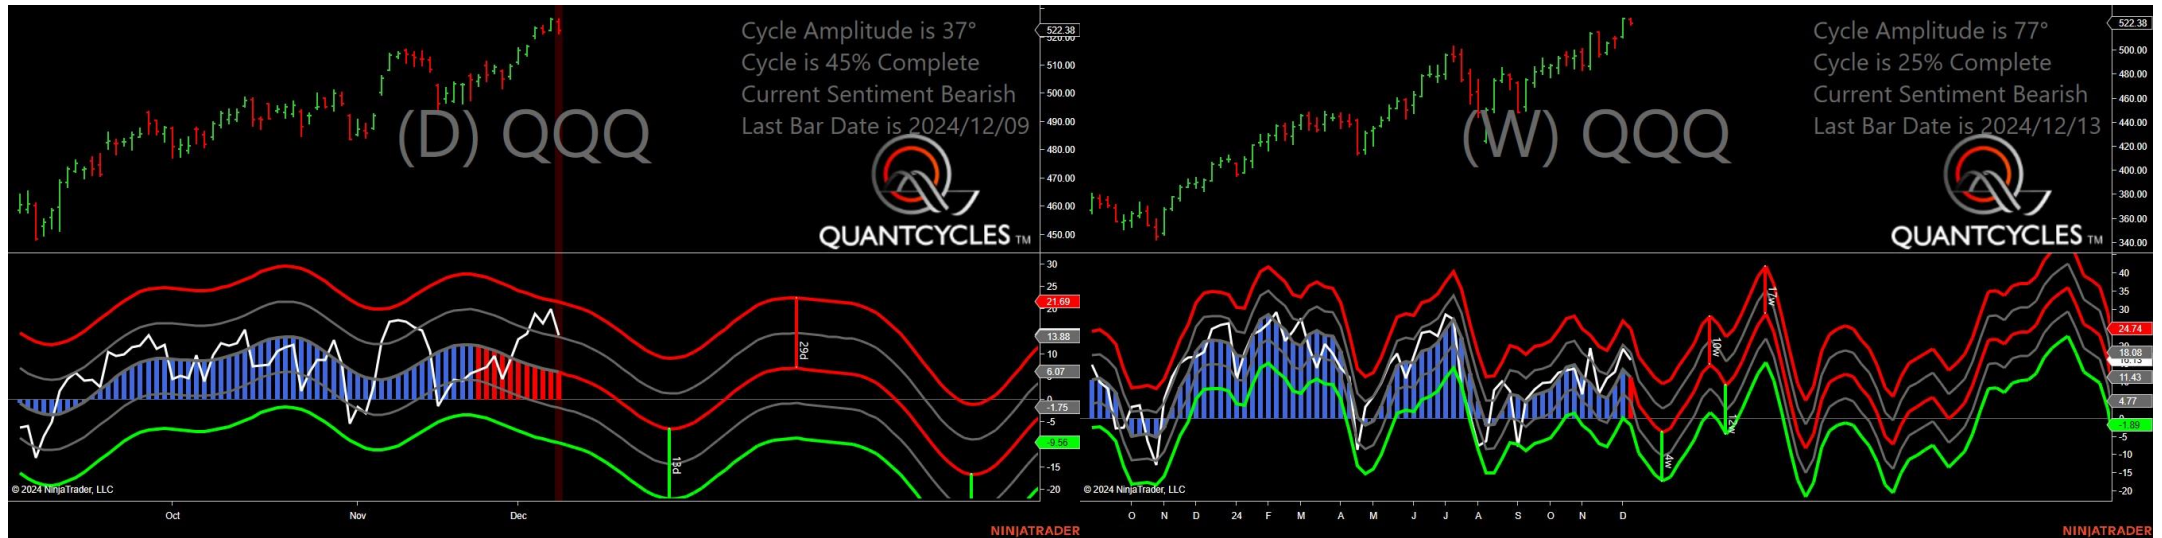 Cycle Amplitude is 37°
Cycle is 45% Complete
Current Sentiment Bearish
Last Bar Date is 2024/12/09
(D) QQQ
QUANTCYCLES TM
522.38
520.00
510.00
500.00
490.00
480.00
470.00
460.00
450.00
30
25
21.69
20
13.88
10
6.07
0
-1.75
-5
-9.56
-15
-20
29d
13d
© 2024 NinjaTrader, LLC
Oct Nov Dec
NINJATRADER
Cycle Amplitude is 77°
Cycle is 25% Complete
Current Sentiment Bearish
Last Bar Date is 2024/12/13
(W) QQQ
QUANTCYCLES TM
522.38
500.00
480.00
460.00
440.00
420.00
400.00
380.00
360.00
340.00
40
35
30
24.74
18.08
11.43
4.77
-1.89
-5
-10
-15
-20
17w
10w
12w
4w
© 2024 NinjaTrader, LLC
O N D 24 F M A M J J A S O N D
NINJATRADER